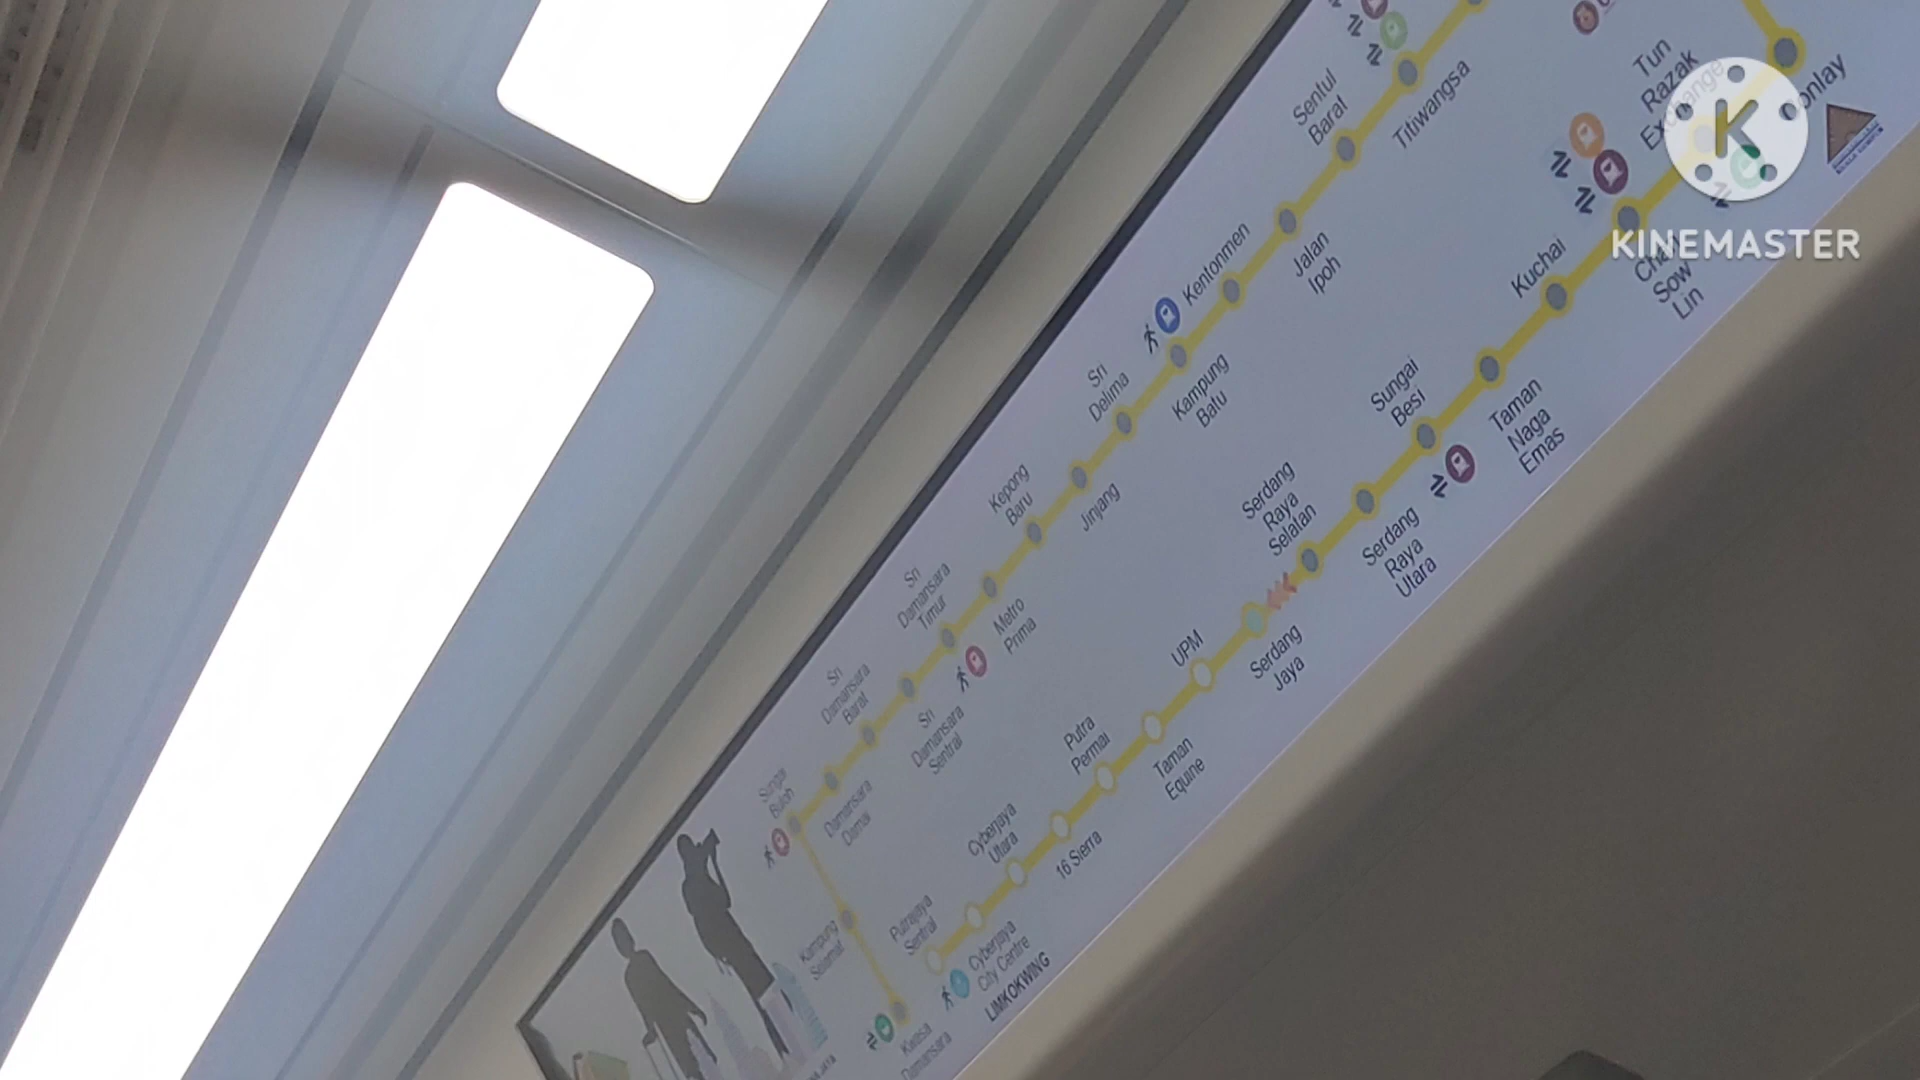 Titiwangsa
Sentul
Barat
Jalan
Ipoh
Kentonmen
Kampung
Batu
Sri
Delima
Jinjang
Kepong
Baru
Metro
Prima
Sri
Damansara
Timur
Sri
Damansara
Sentral
Sri
Damansara
Barat
Damansara
Damai
Sungai
Buloh
Kampung
Selamat
Kwasa
Damansara
Tun
Razak
Exchange
Chan
Sow
Lin
Kuchai
Taman
Naga
Emas
Sungai
Besi
Serdang
Raya
Utara
Serdang
Raya
Selatan
Serdang
Jaya
UPM
Taman
Equine
Putra
Permai
16 Sierra
Cyberjaya
Utara
Cyberjaya
City Centre
LIMKOKWING
Putrajaya
Sentral
K
KINEMASTER